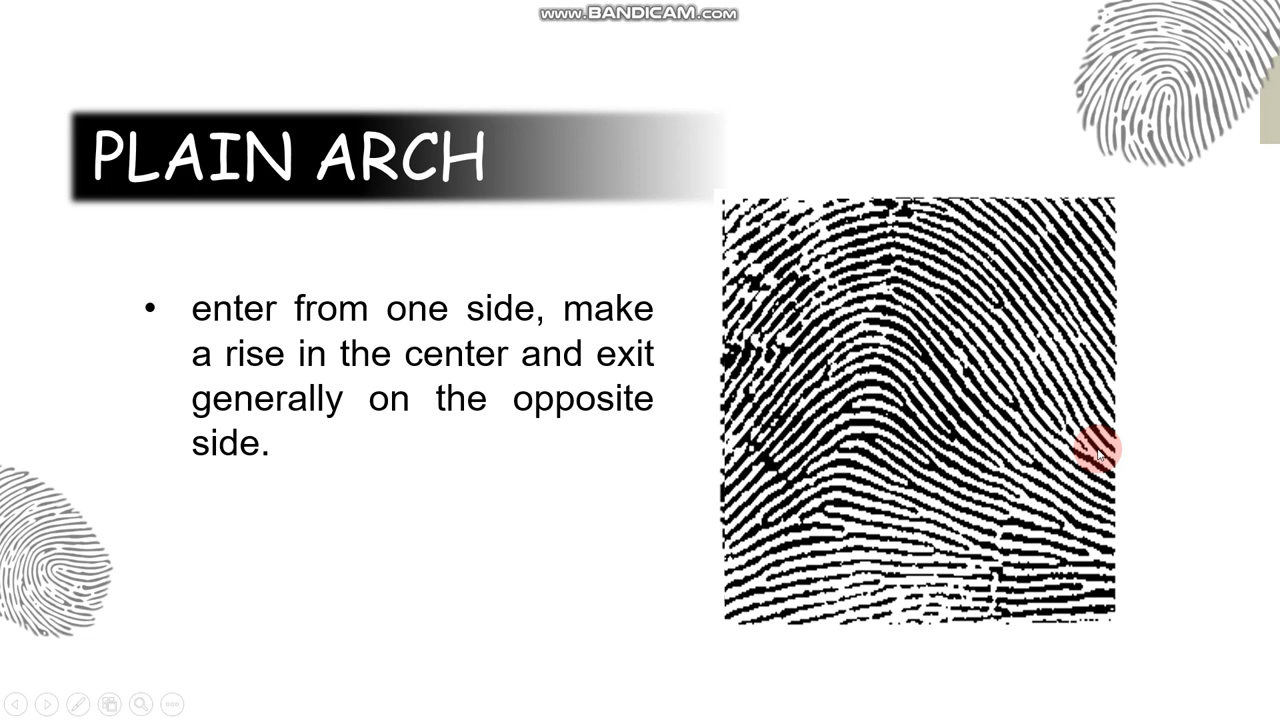 www.BANDICAM.com
PLAIN ARCH
• enter from one side, make
a rise in the center and exit
generally on the opposite
side.